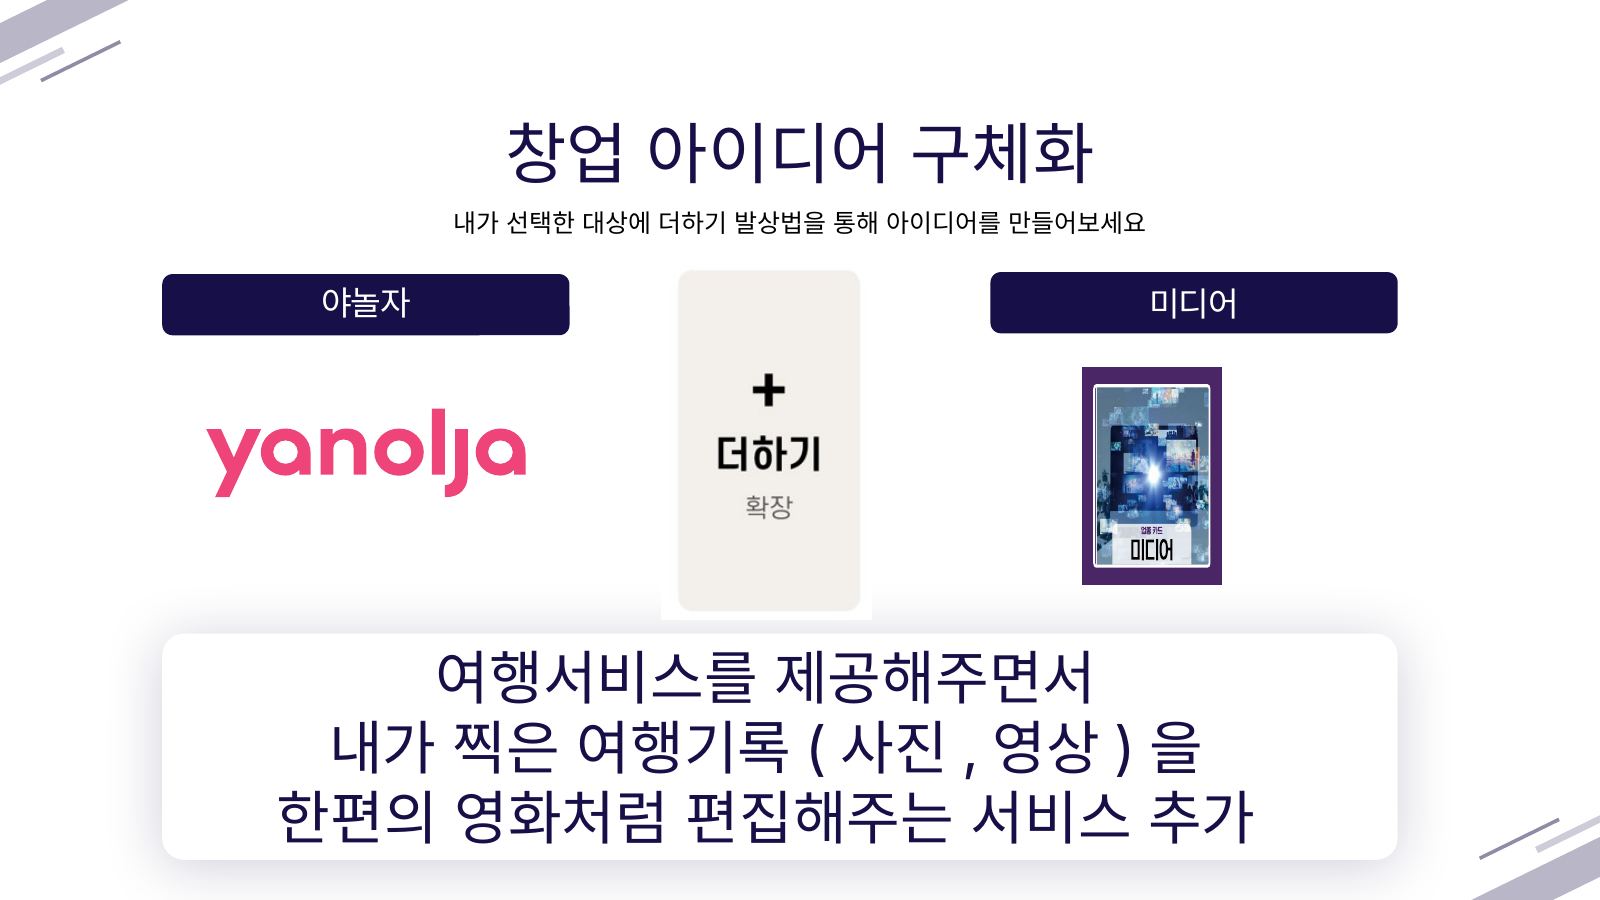 창업 아이디어 구체화
내가 선택한 대상에 더하기 발상법을 통해 아이디어를 만들어보세요
야놀자
미디어
yanolja
+
더하기
확장
업종 카드
미디어
여행서비스를 제공해주면서
내가 찍은 여행기록 ( 사진 , 영상 ) 을
한편의 영화처럼 편집해주는 서비스 추가